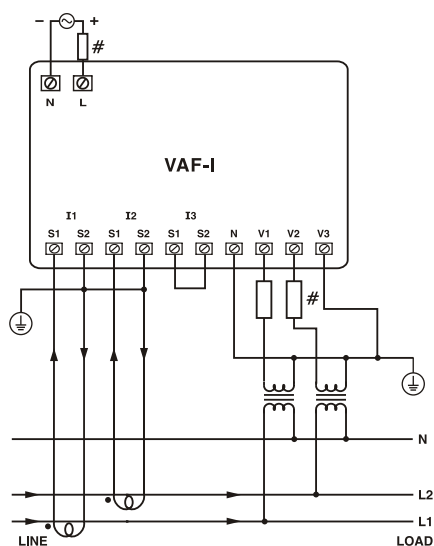 − +
#
N L
VAF-I
I1 I2 I3
S1 S2 S1 S2 S1 S2 N V1 V2 V3
#
N
L2
L1
LINE LOAD